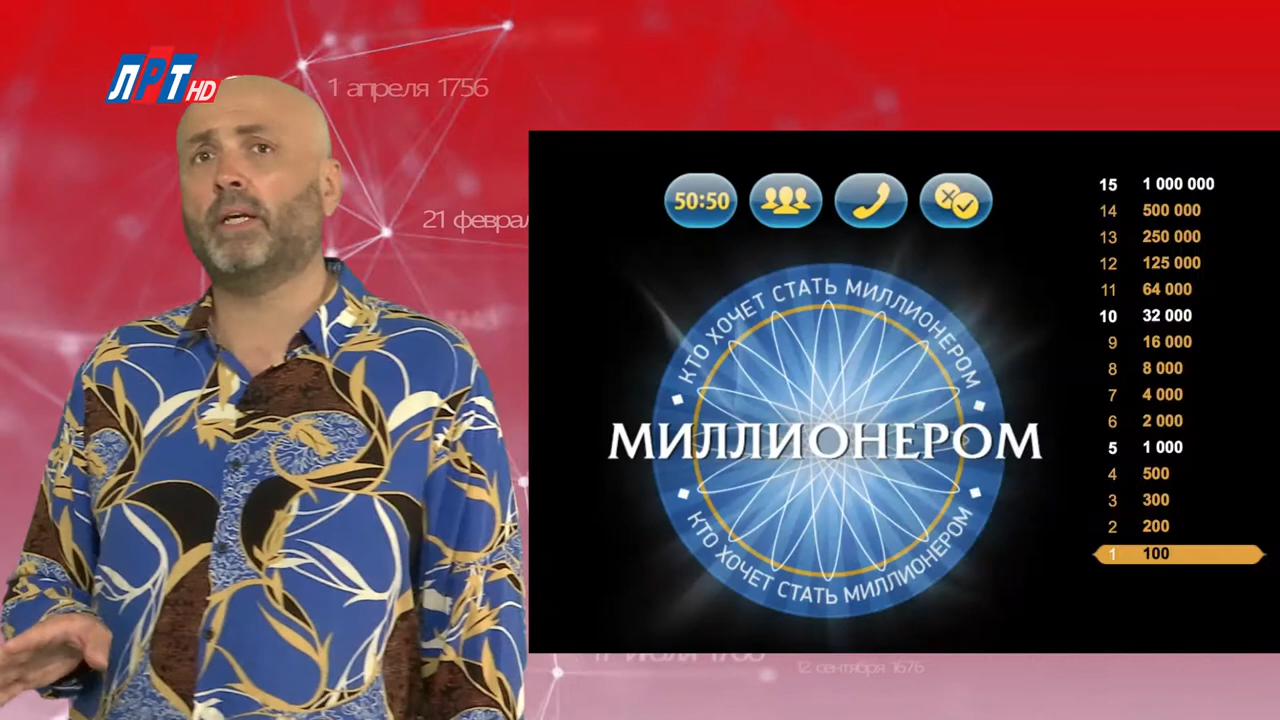 ЛРТ HD
1 апреля 1756
21 феврал
50:50
КТО ХОЧЕТ СТАТЬ МИЛЛИОНЕРОМ
МИЛЛИОНЕРОМ
КТО ХОЧЕТ СТАТЬ МИЛЛИОНЕРОМ
15 1 000 000
14 500 000
13 250 000
12 125 000
11 64 000
10 32 000
9 16 000
8 8 000
7 4 000
6 2 000
5 1 000
4 500
3 300
2 200
1 100
12 сентября 1676